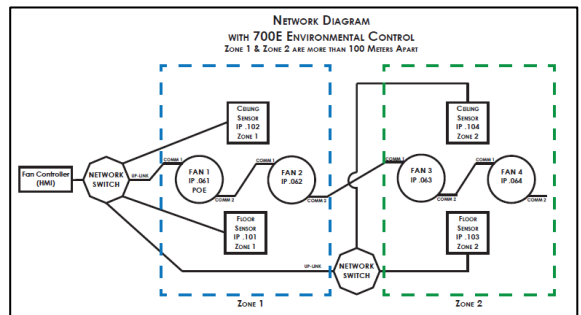 NETWORK DIAGRAM
WITH 700E ENVIRONMENTAL CONTROL
ZONE 1 & ZONE 2 ARE MORE THAN 100 METERS APART
CEILING
SENSOR
IP .102
ZONE 1
CEILING
SENSOR
IP .104
ZONE 2
Fan Controller
(HMI)
NETWORK
SWITCH
UP-LINK
COMM 1
FAN 1
IP .061
POE
COMM 2
COMM 1
FAN 2
IP .062
COMM 2
COMM 1
FAN 3
IP .063
COMM 2
COMM 1
FAN 4
IP .064
COMM 2
FLOOR
SENSOR
IP .101
ZONE 1
FLOOR
SENSOR
IP .103
ZONE 2
UP-LINK
NETWORK
SWITCH
ZONE 1
ZONE 2